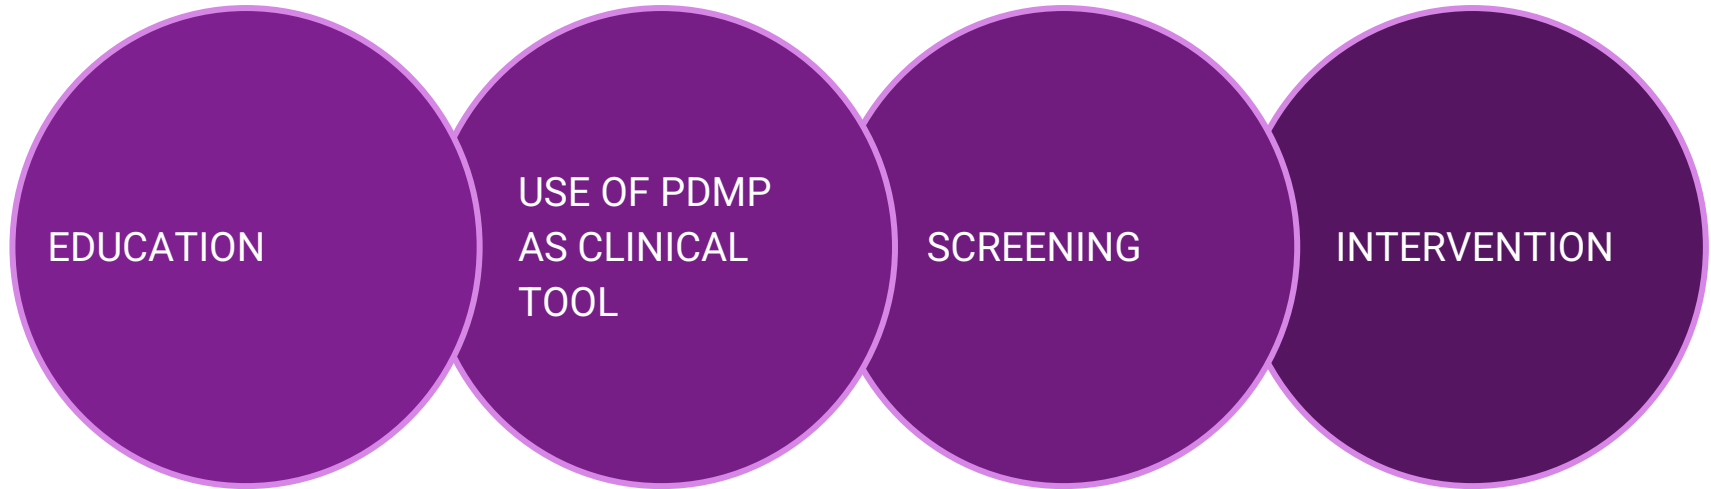 EDUCATION
USE OF PDMP
AS CLINICAL
TOOL
SCREENING
INTERVENTION